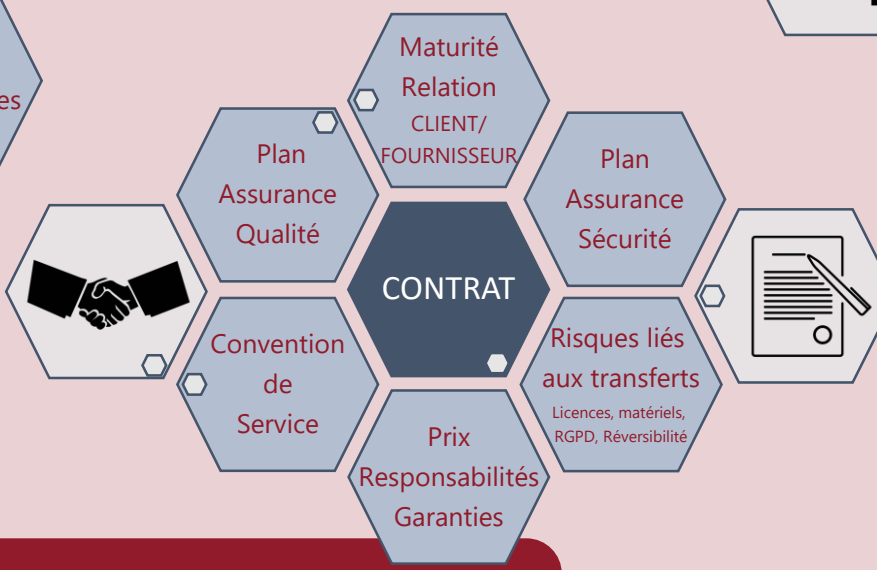 es
Maturité
Relation
CLIENT/
FOURNISSEUR
Plan
Assurance
Qualité
Plan
Assurance
Sécurité
CONTRAT
Convention
de
Service
Risques liés
aux transferts
Licences, matériels,
RGPD, Réversibilité
Prix
Responsabilités
Garanties